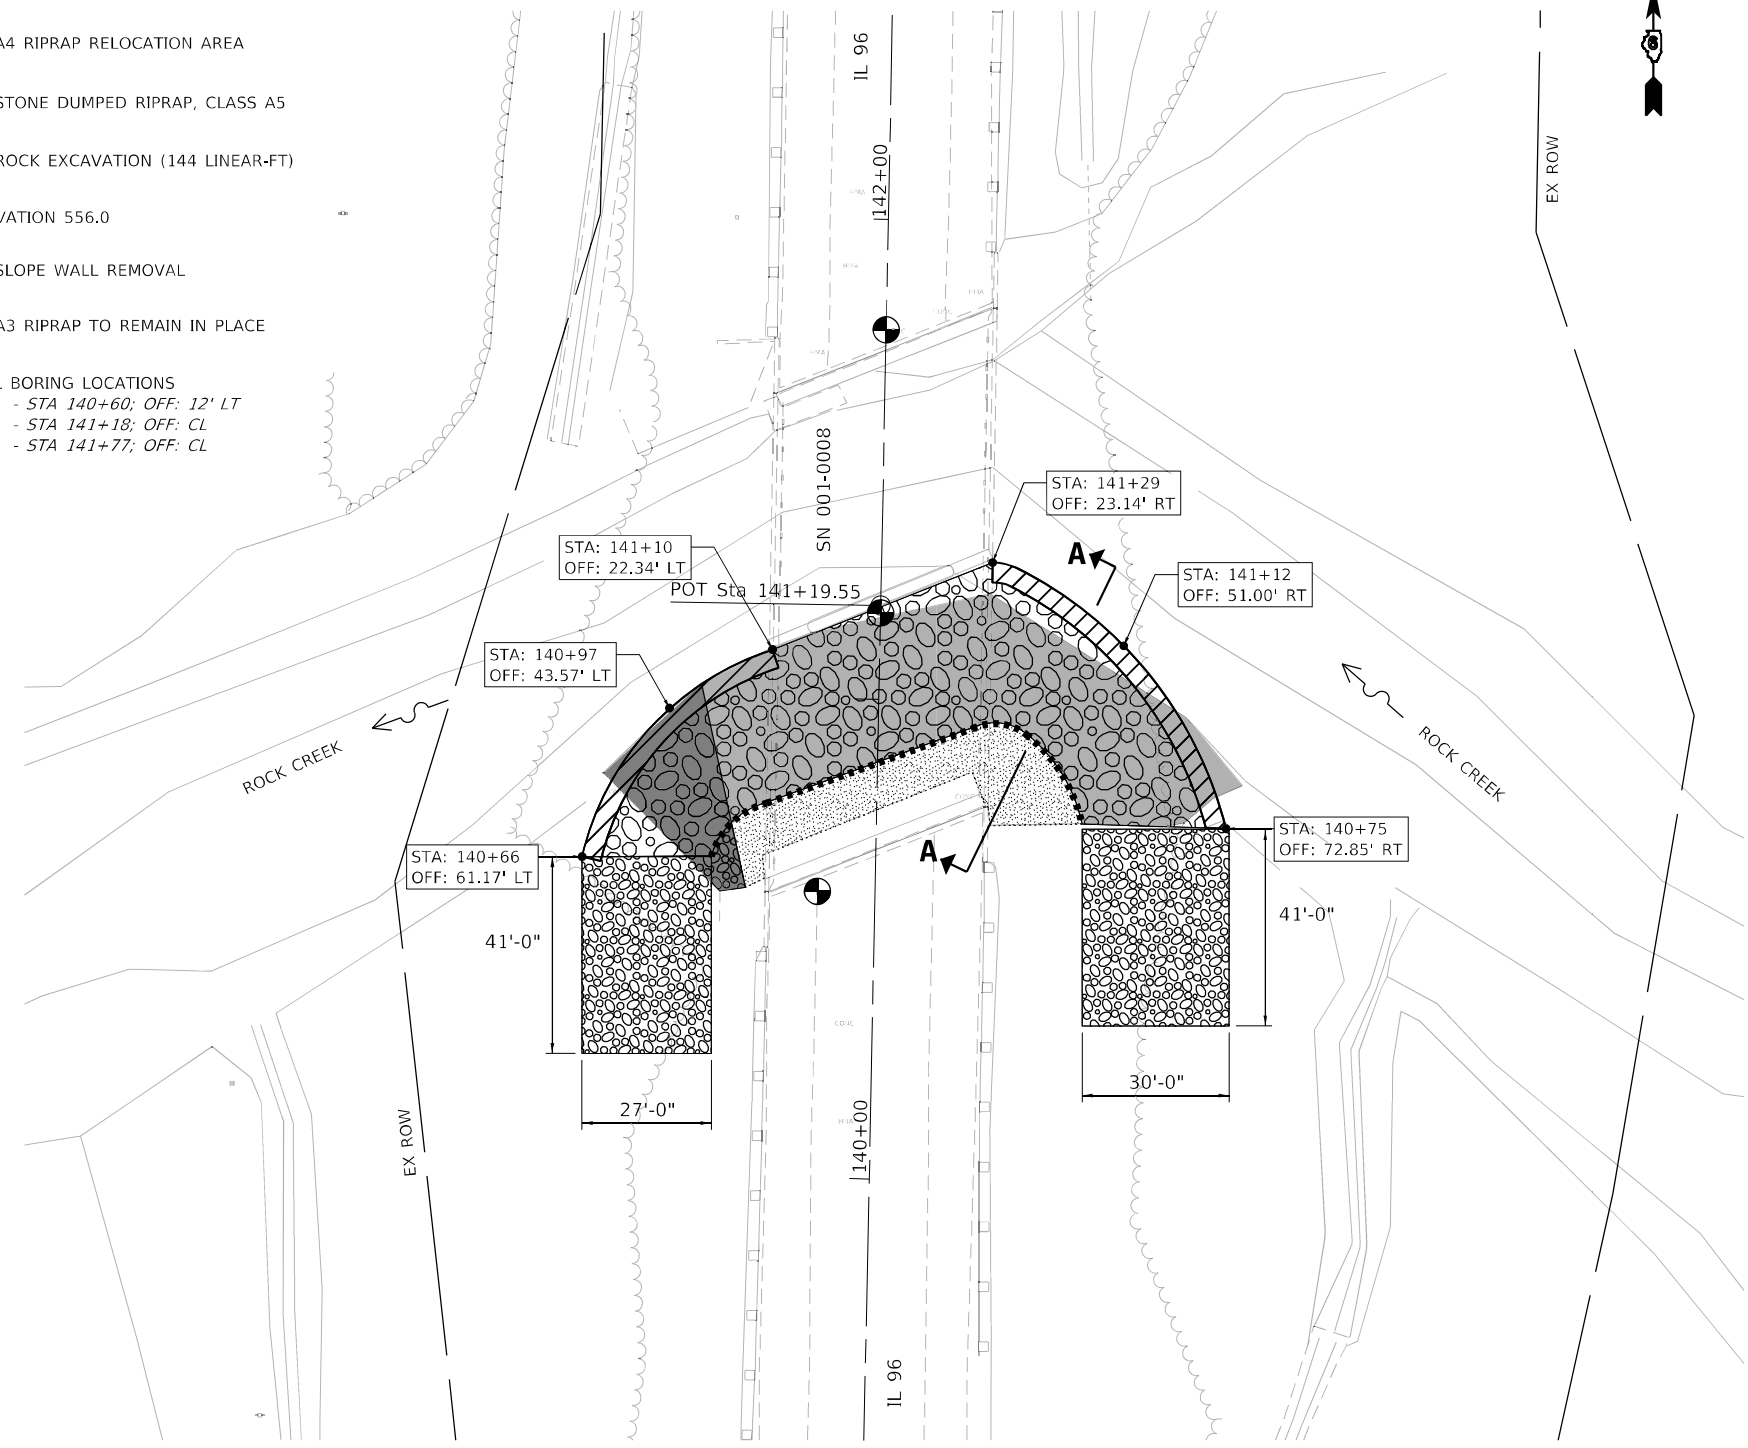 A4 RIPRAP RELOCATION AREA
STONE DUMPED RIPRAP, CLASS A5
ROCK EXCAVATION (144 LINEAR-FT)
VATION 556.0
SLOPE WALL REMOVAL
A3 RIPRAP TO REMAIN IN PLACE
L BORING LOCATIONS
- STA 140+60; OFF: 12' LT
- STA 141+18; OFF: CL
- STA 141+77; OFF: CL
IL 96
142+00
6
EX ROW
SN 001-0008
STA: 141+29
OFF: 23.14' RT
STA: 141+10
OFF: 22.34' LT
POT Sta 141+19.55
A
STA: 141+12
OFF: 51.00' RT
STA: 140+97
OFF: 43.57' LT
ROCK CREEK
ROCK CREEK
STA: 140+66
OFF: 61.17' LT
A
STA: 140+75
OFF: 72.85' RT
41'-0"
41'-0"
27'-0"
30'-0"
EX ROW
140+00
IL 96